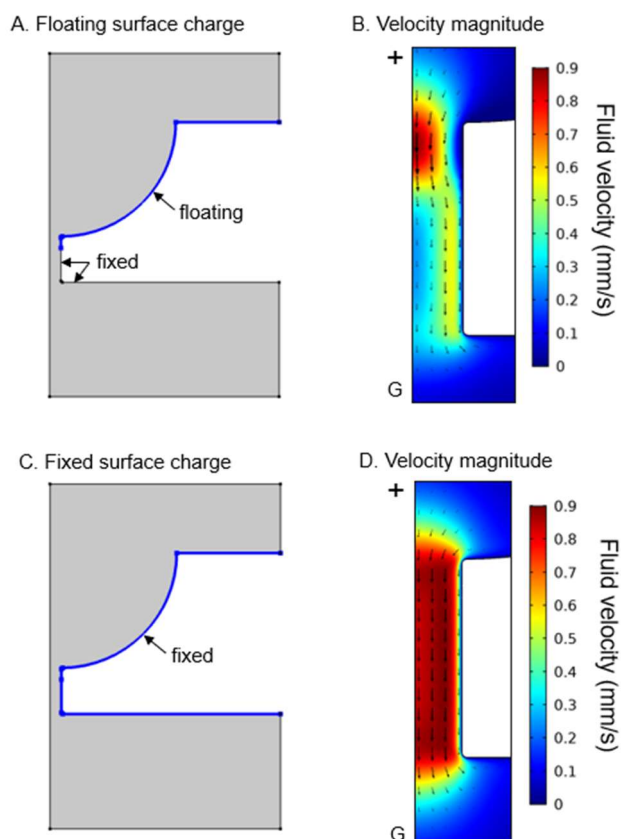 A. Floating surface charge
floating
fixed
B. Velocity magnitude
+
G
0.9
0.8
0.7
0.6
0.5
0.4
0.3
0.2
0.1
0
Fluid velocity (mm/s)
C. Fixed surface charge
fixed
D. Velocity magnitude
+
G
0.9
0.8
0.7
0.6
0.5
0.4
0.3
0.2
0.1
0
Fluid velocity (mm/s)